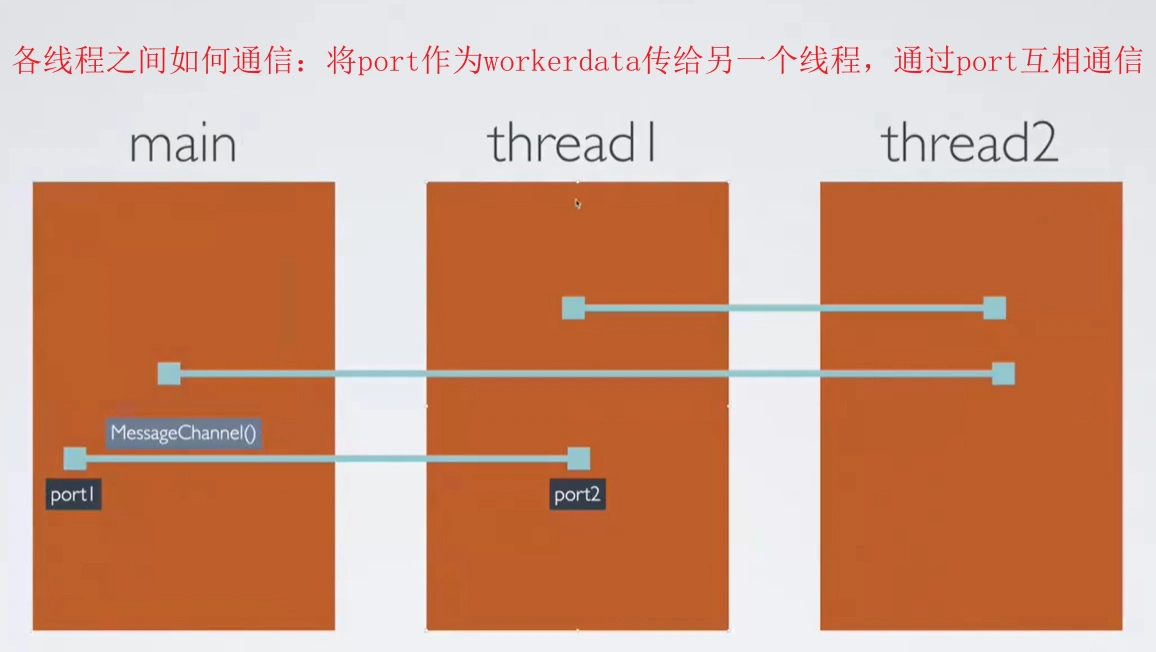 各线程之间如何通信：将port作为workerdata传给另一个线程，通过port互相通信
main
thread1
thread2
MessageChannel()
port1
port2